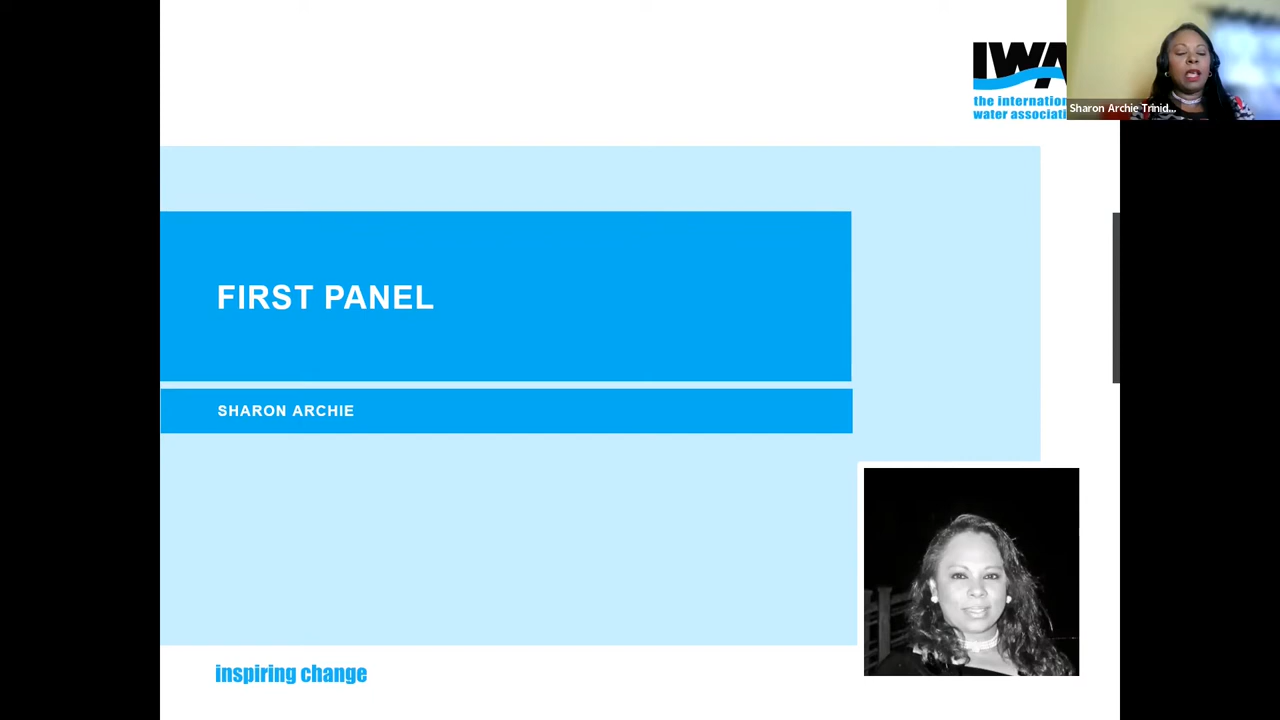 IWA
the internation
water associati
Sharon Archie Trinid...
FIRST PANEL
SHARON ARCHIE
inspiring change